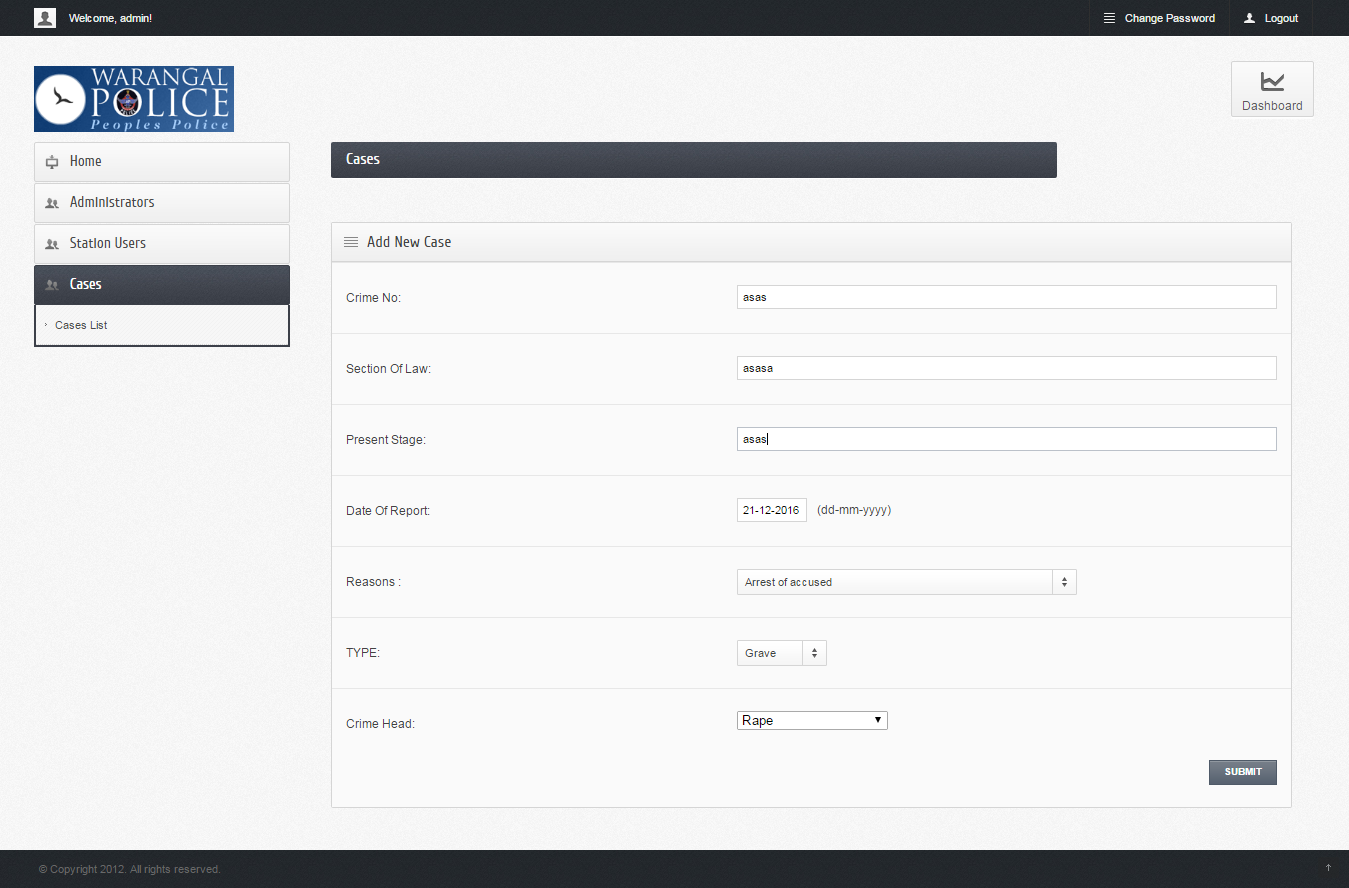 Welcome, admin!
Change Password
Logout
WARANGAL
POLICE
Peoples Police
Dashboard
Home
Administrators
Station Users
Cases
Cases List
Cases
Add New Case
Crime No:
asas
Section Of Law:
asasa
Present Stage:
asas
Date Of Report:
21-12-2016
(dd-mm-yyyy)
Reasons :
Arrest of accused
TYPE:
Grave
Crime Head:
Rape
SUBMIT
© Copyright 2012. All rights reserved.